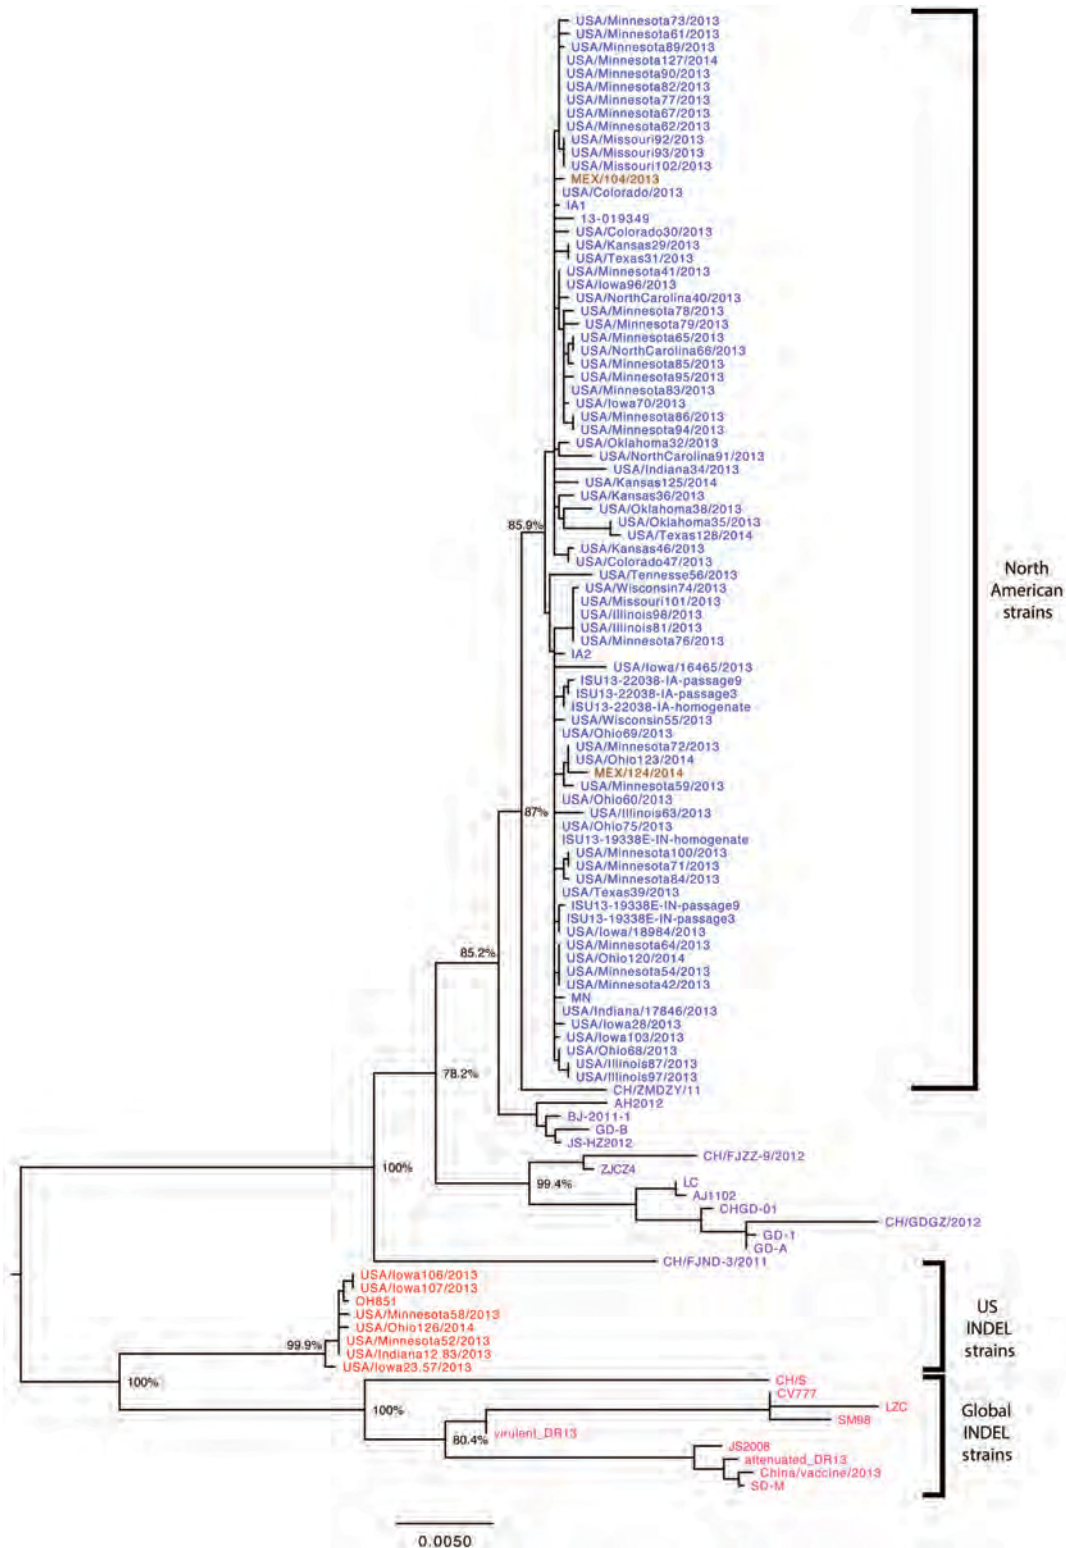 USA/Minnesota73/2013
USA/Minnesota61/2013
USA/Minnesota89/2013
USA/Minnesota127/2014
USA/Minnesota90/2013
USA/Minnesota82/2013
USA/Minnesota77/2013
USA/Minnesota67/2013
USA/Minnesota62/2013
USA/Missouri92/2013
USA/Missouri93/2013
USA/Missouri102/2013
MEX/104/2013
USA/Colorado/2013
IA1
13-019349
USA/Colorado30/2013
USA/Kansas29/2013
USA/Texas31/2013
USA/Minnesota41/2013
USA/Iowa96/2013
USA/NorthCarolina40/2013
USA/Minnesota78/2013
USA/Minnesota79/2013
USA/Minnesota65/2013
USA/NorthCarolina66/2013
USA/Minnesota85/2013
USA/Minnesota95/2013
USA/Minnesota83/2013
USA/Iowa70/2013
USA/Minnesota86/2013
USA/Minnesota94/2013
USA/Oklahoma32/2013
USA/NorthCarolina91/2013
USA/Indiana34/2013
USA/Kansas125/2014
USA/Kansas36/2013
USA/Oklahoma38/2013
85.9%
USA/Oklahoma35/2013
USA/Texas128/2014
USA/Kansas46/2013
USA/Colorado47/2013
North
American
strains
USA/Tennesse56/2013
USA/Wisconsin74/2013
USA/Missouri101/2013
USA/Illinois98/2013
USA/Illinois81/2013
USA/Minnesota76/2013
IA2
USA/Iowa/16465/2013
ISU13-22038-IA-passage9
ISU13-22038-IA-passage3
ISU13-22038-IA-homogenate
USA/Wisconsin55/2013
USA/Ohio69/2013
USA/Minnesota72/2013
USA/Ohio123/2014
MEX/124/2014
USA/Minnesota59/2013
USA/Ohio60/2013
87%
USA/Illinois63/2013
USA/Ohio75/2013
ISU13-19338E-IN-homogenate
USA/Minnesota100/2013
USA/Minnesota71/2013
USA/Minnesota84/2013
USA/Texas39/2013
ISU13-19338E-IN-passage9
ISU13-19338E-IN-passage3
USA/Iowa/18984/2013
USA/Minnesota64/2013
85.2%
USA/Ohio120/2014
USA/Minnesota54/2013
USA/Minnesota42/2013
MN
USA/Indiana/17846/2013
USA/Iowa28/2013
USA/Iowa103/2013
USA/Ohio68/2013
USA/Illinois87/2013
78.2%
USA/Illinois97/2013
CH/ZMDZY/11
AH2012
BJ-2011-1
GD-B
JS-HZ2012
CH/FJZZ-9/2012
100%
ZJCZ4
99.4%
LC
AJ1102
CHGD-01
CH/GDGZ/2012
GD-1
GD-A
CH/FJND-3/2011
USA/Iowa106/2013
USA/Iowa107/2013
OH851
USA/Minnesota58/2013
USA/Ohio126/2014
US
INDEL
strains
99.9%
USA/Minnesota52/2013
USA/Indiana12.83/2013
USA/Iowa23.57/2013
100%
CH/S
CV777
LZC
100%
SM98
Global
INDEL
strains
virulent_DR13
80.4%
JS2008
attenuated_DR13
China/vaccine/2013
SD-M
0.0050